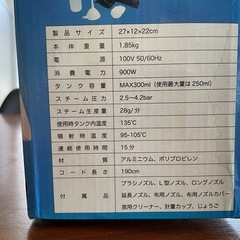 製品サイズ 27×12×22cm
本体重量 1.85kg
電源 100V 50/60Hz
消費電力 900W
タンク容量 MAX300ml（使用最大量は250ml）
スチーム圧力 2.5~4.2bar
スチーム生産量 28g/分
使用時タンク内温度 135℃
噴射時温度 95-105℃
連続使用時間 15分
材質 アルミニウム、ポリプロピレン
コード長さ 190cm
付属品 ブラシノズル、L型ノズル、ロングノズル
延長ノズル、布用ノズル、布用ノズルカバー
窓用クリーナー、計量カップ、じょうご